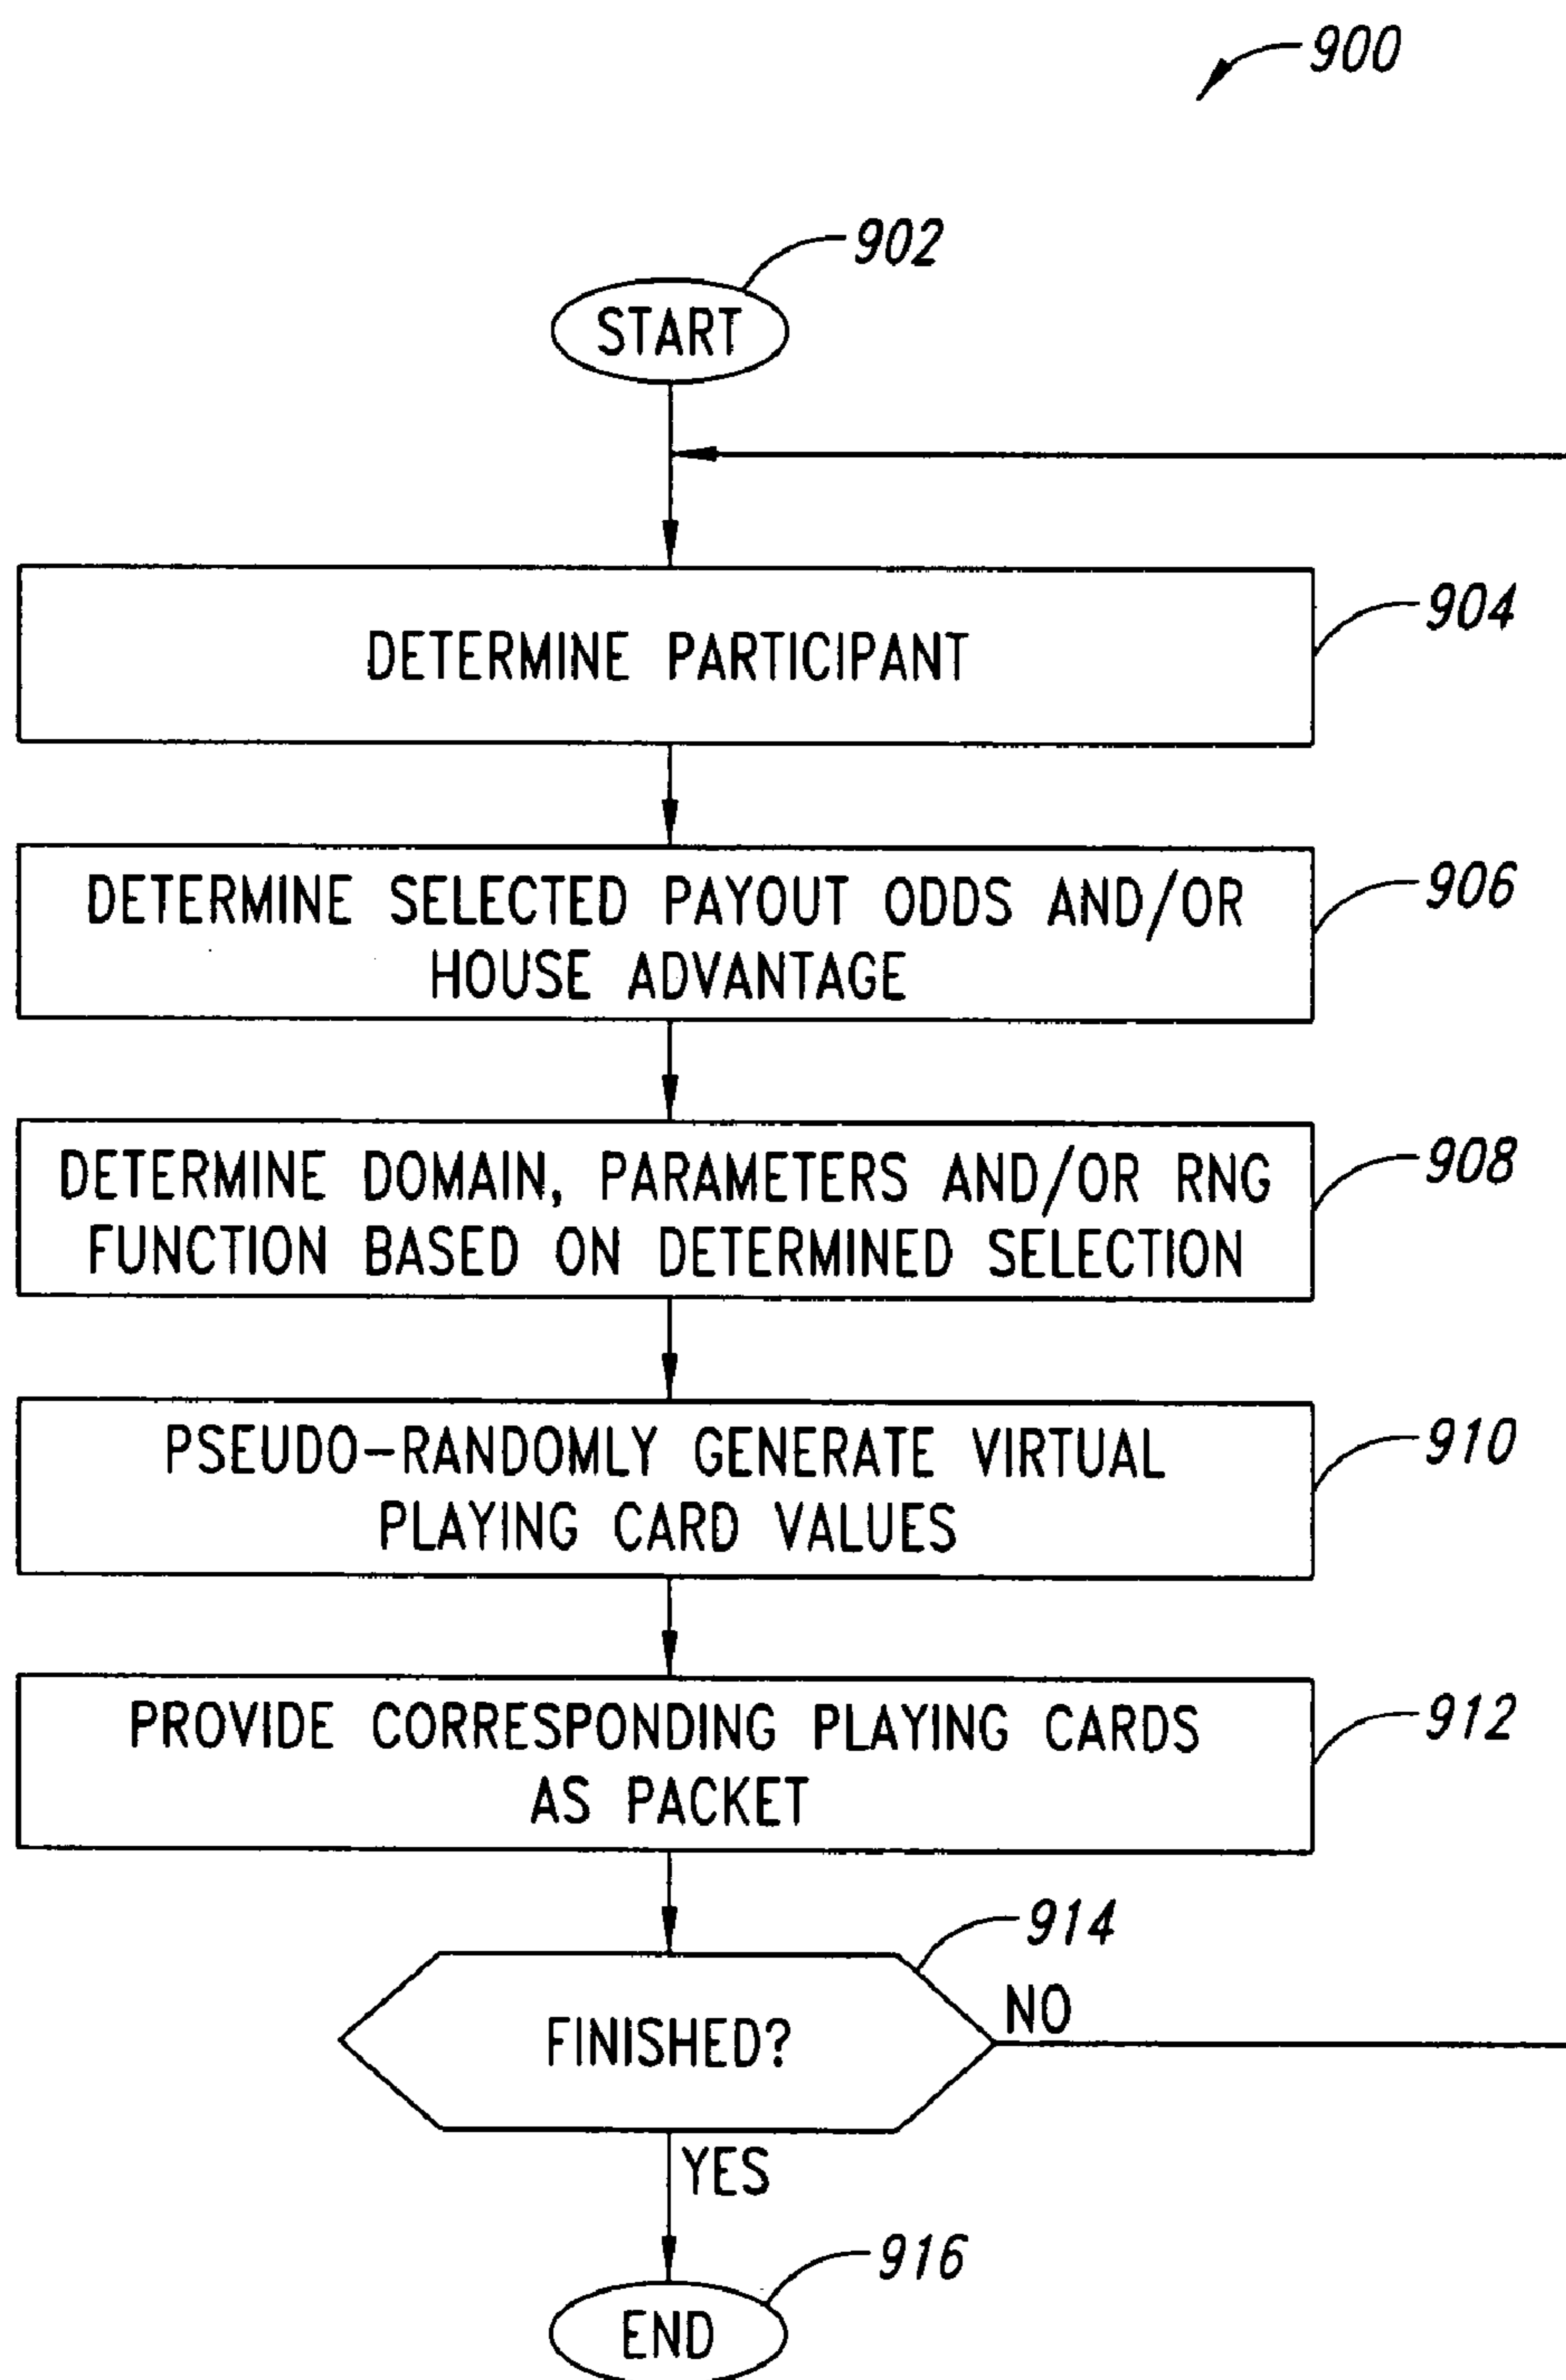 900
902
START
904
DETERMINE PARTICIPANT
906
DETERMINE SELECTED PAYOUT ODDS AND/OR
HOUSE ADVANTAGE
908
DETERMINE DOMAIN, PARAMETERS AND/OR RNG
FUNCTION BASED ON DETERMINED SELECTION
910
PSEUDO-RANDOMLY GENERATE VIRTUAL
PLAYING CARD VALUES
912
PROVIDE CORRESPONDING PLAYING CARDS
AS PACKET
914
NO
FINISHED?
YES
916
END